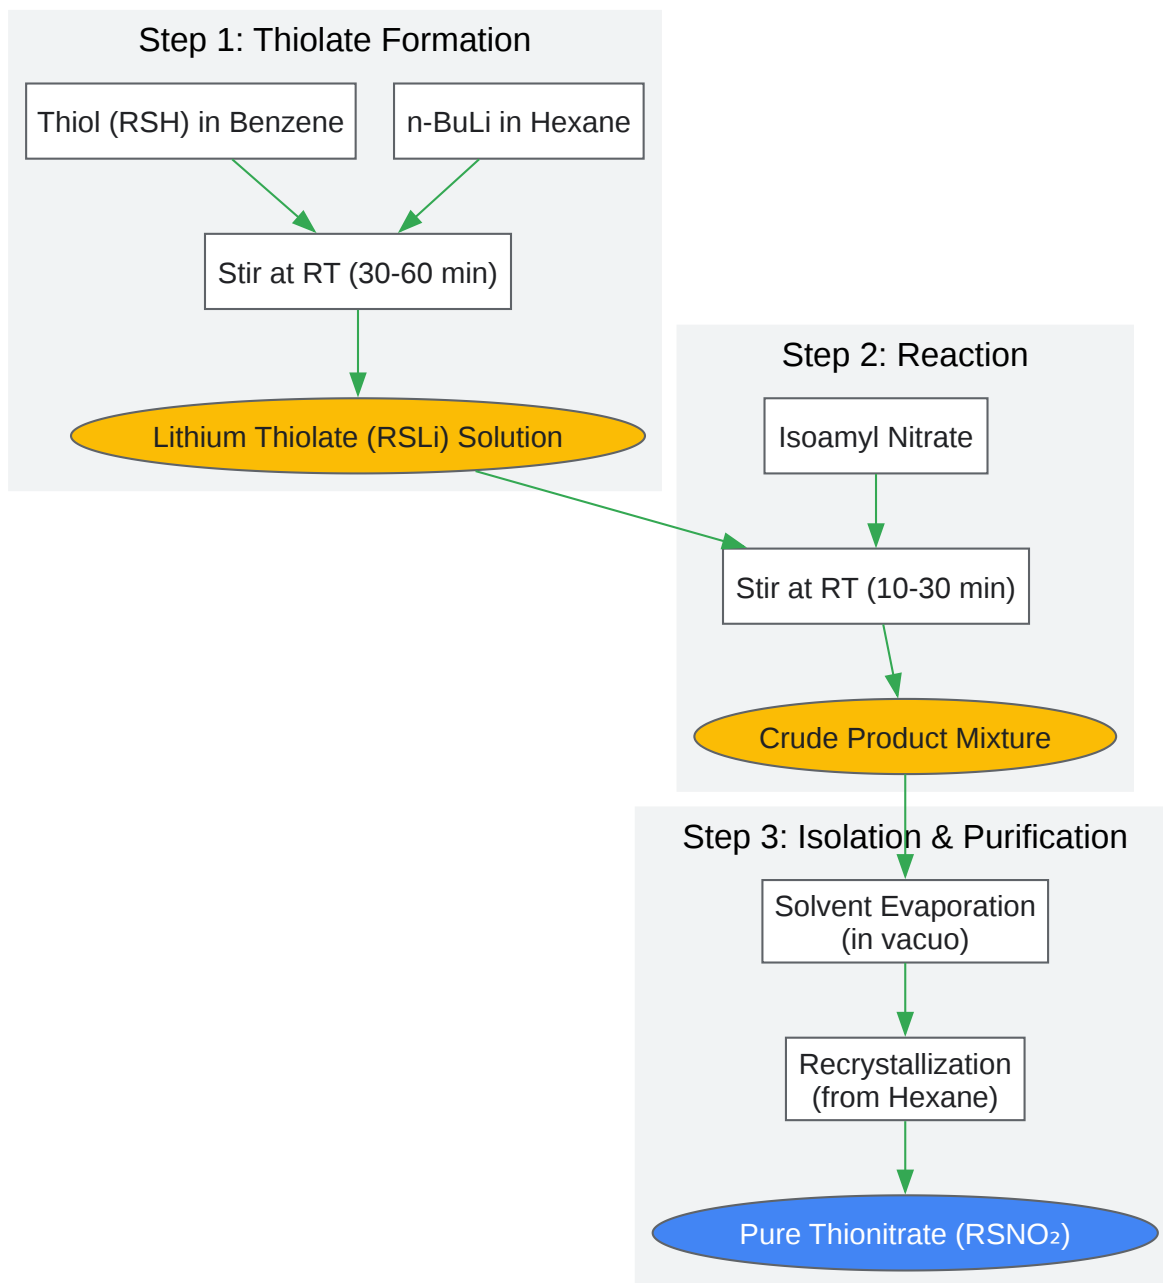 Step 1: Thiolate Formation
Thiol (RSH) in Benzene
n-BuLi in Hexane
Stir at RT (30-60 min)
Lithium Thiolate (RSLi) Solution
Step 2: Reaction
Isoamyl Nitrate
Stir at RT (10-30 min)
Crude Product Mixture
Step 3: Isolation & Purification
Solvent Evaporation
(in vacuo)
Recrystallization
(from Hexane)
Pure Thionitrate (RSNO₂)